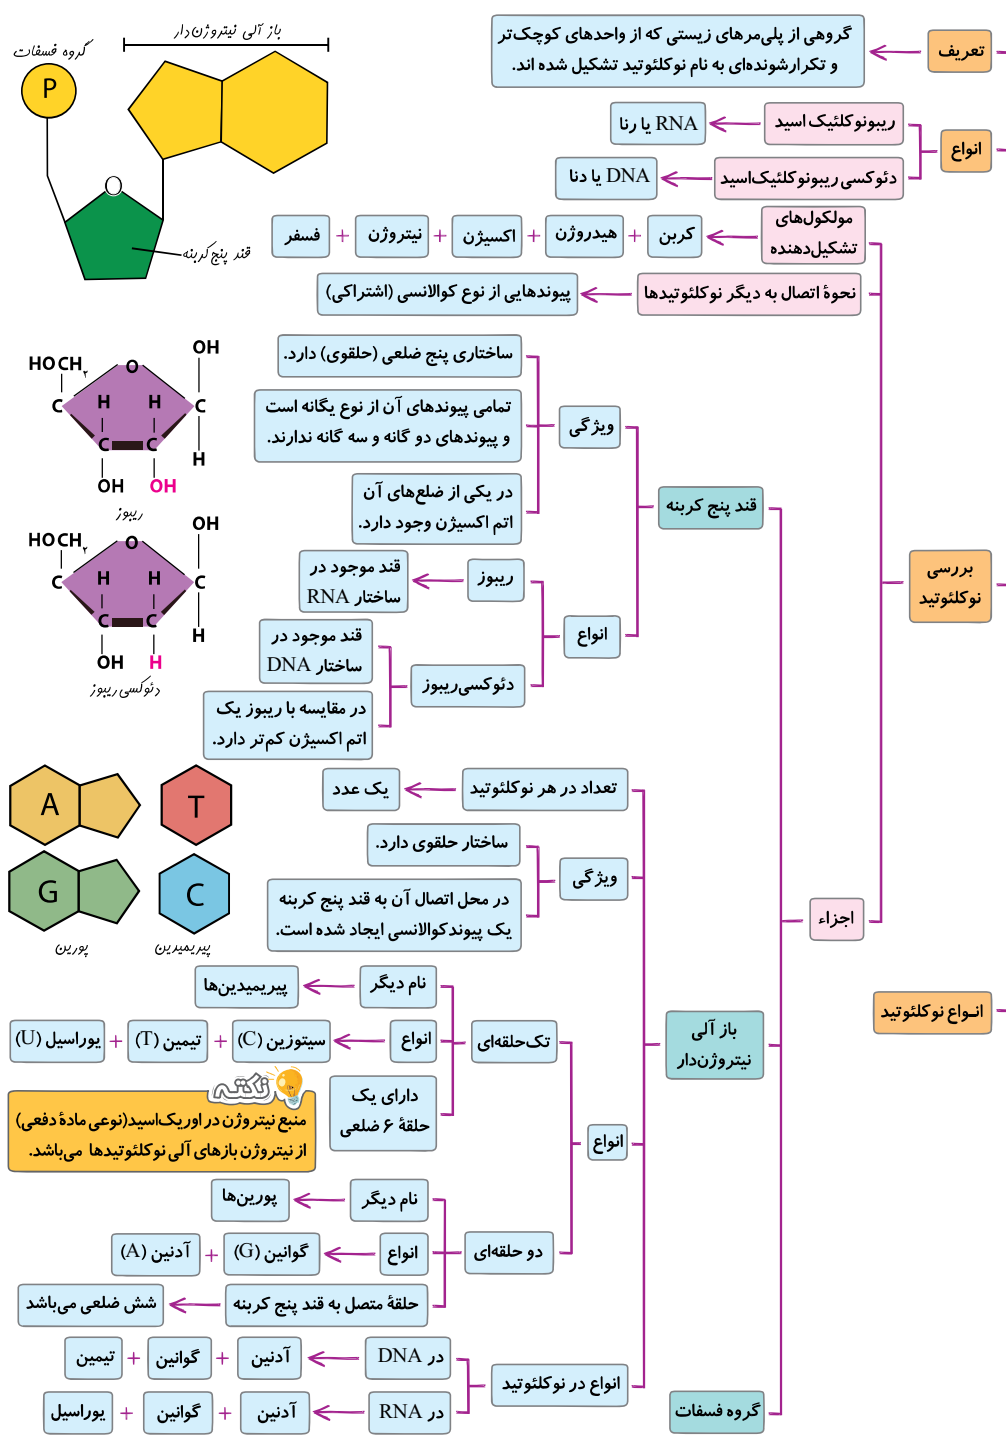 تعریف
گروهی از پلی‌مرهای زیستی که از واحدهای کوچک‌تر
و تکرارشونده‌ای به نام نوکلئوتید تشکیل شده اند.
باز آلی نیتروژن‌دار
گروه فسفات
P
O
قند پنج کربنه
انواع
ریبونوکلئیک اسید
RNA یا رنا
دئوکسی ریبونوکلئیک‌اسید
DNA یا دنا
بررسی
نوکلئوتید
مولکول‌های
تشکیل‌دهنده
کربن + هیدروژن + اکسیژن + نیتروژن + فسفر
نحوهٔ اتصال به دیگر نوکلئوتیدها
پیوندهایی از نوع کوالانسی (اشتراکی)
اجزاء
قند پنج کربنه
ویژگی
ساختاری پنج ضلعی (حلقوی) دارد.
تمامی پیوندهای آن از نوع یگانه است
و پیوندهای دو گانه و سه گانه ندارند.
در یکی از ضلع‌های آن
اتم اکسیژن وجود دارد.
انواع
ریبوز
قند موجود در
ساختار RNA
دئوکسی‌ریبوز
قند موجود در
ساختار DNA
در مقایسه با ریبوز یک
اتم اکسیژن کم‌تر دارد.
HOCH۲ O OH
C H H C
C C H
OH OH
ریبوز
HOCH۲ O OH
C H H C
C C H
OH H
دئوکسی ریبوز
باز آلی
نیتروژن‌دار
تعداد در هر نوکلئوتید
یک عدد
ویژگی
ساختار حلقوی دارد.
در محل اتصال آن به قند پنج کربنه
یک پیوندکوالانسی ایجاد شده است.
A T
G C
پورین
پیریمیدین
انواع
تک‌حلقه‌ای
نام دیگر
پیریمیدین‌ها
انواع
سیتوزین (C) + تیمین (T) + یوراسیل (U)
دارای یک
حلقهٔ ۶ ضلعی
نکته
منبع نیتروژن در اوریک‌اسید(نوعی مادهٔ دفعی)
از نیتروژن بازهای آلی نوکلئوتیدها می‌باشد.
دو حلقه‌ای
نام دیگر
پورین‌ها
انواع
گوانین (G) + آدنین (A)
حلقهٔ متصل به قند پنج کربنه
شش ضلعی می‌باشد
انواع در نوکلئوتید
در DNA
آدنین + گوانین + تیمین
در RNA
آدنین + گوانین + یوراسیل
گروه فسفات
انـواع نوکلئوتید